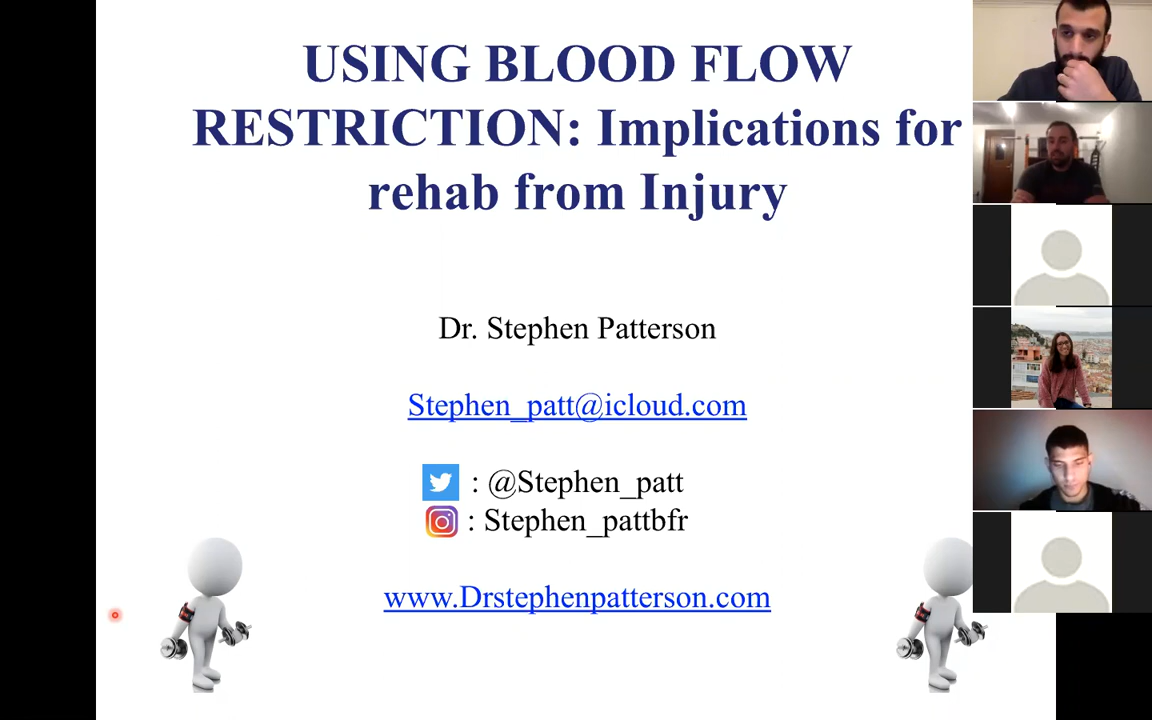 USING BLOOD FLOW
RESTRICTION: Implications for
rehab from Injury
Dr. Stephen Patterson
Stephen_patt@icloud.com
: @Stephen_patt
: Stephen_pattbfr
www.Drstephenpatterson.com